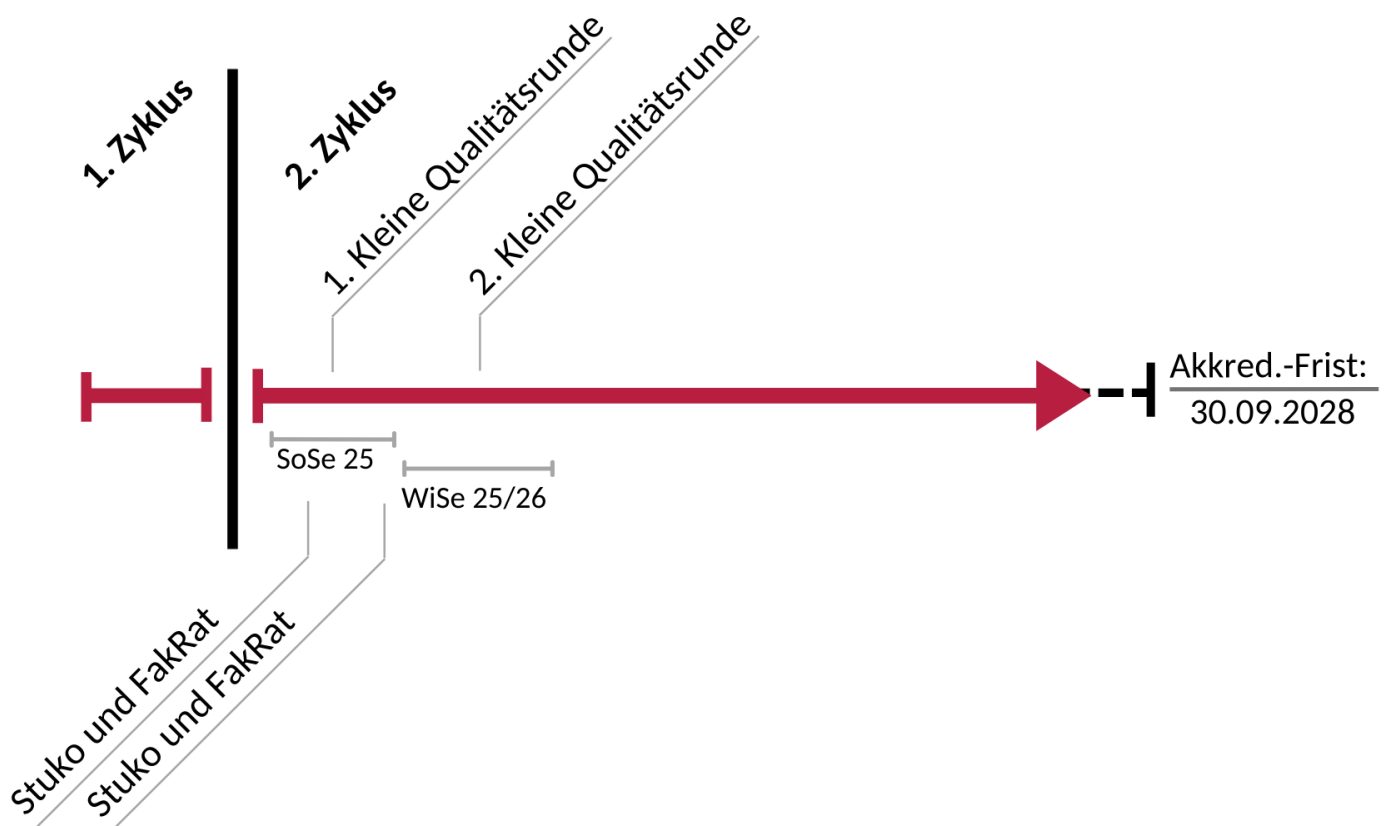 1. Zyklus
2. Zyklus
1. Kleine Qualitätsrunde
2. Kleine Qualitätsrunde
Akkred.-Frist:
30.09.2028
SoSe 25
WiSe 25/26
Stuko und FakRat
Stuko und FakRat